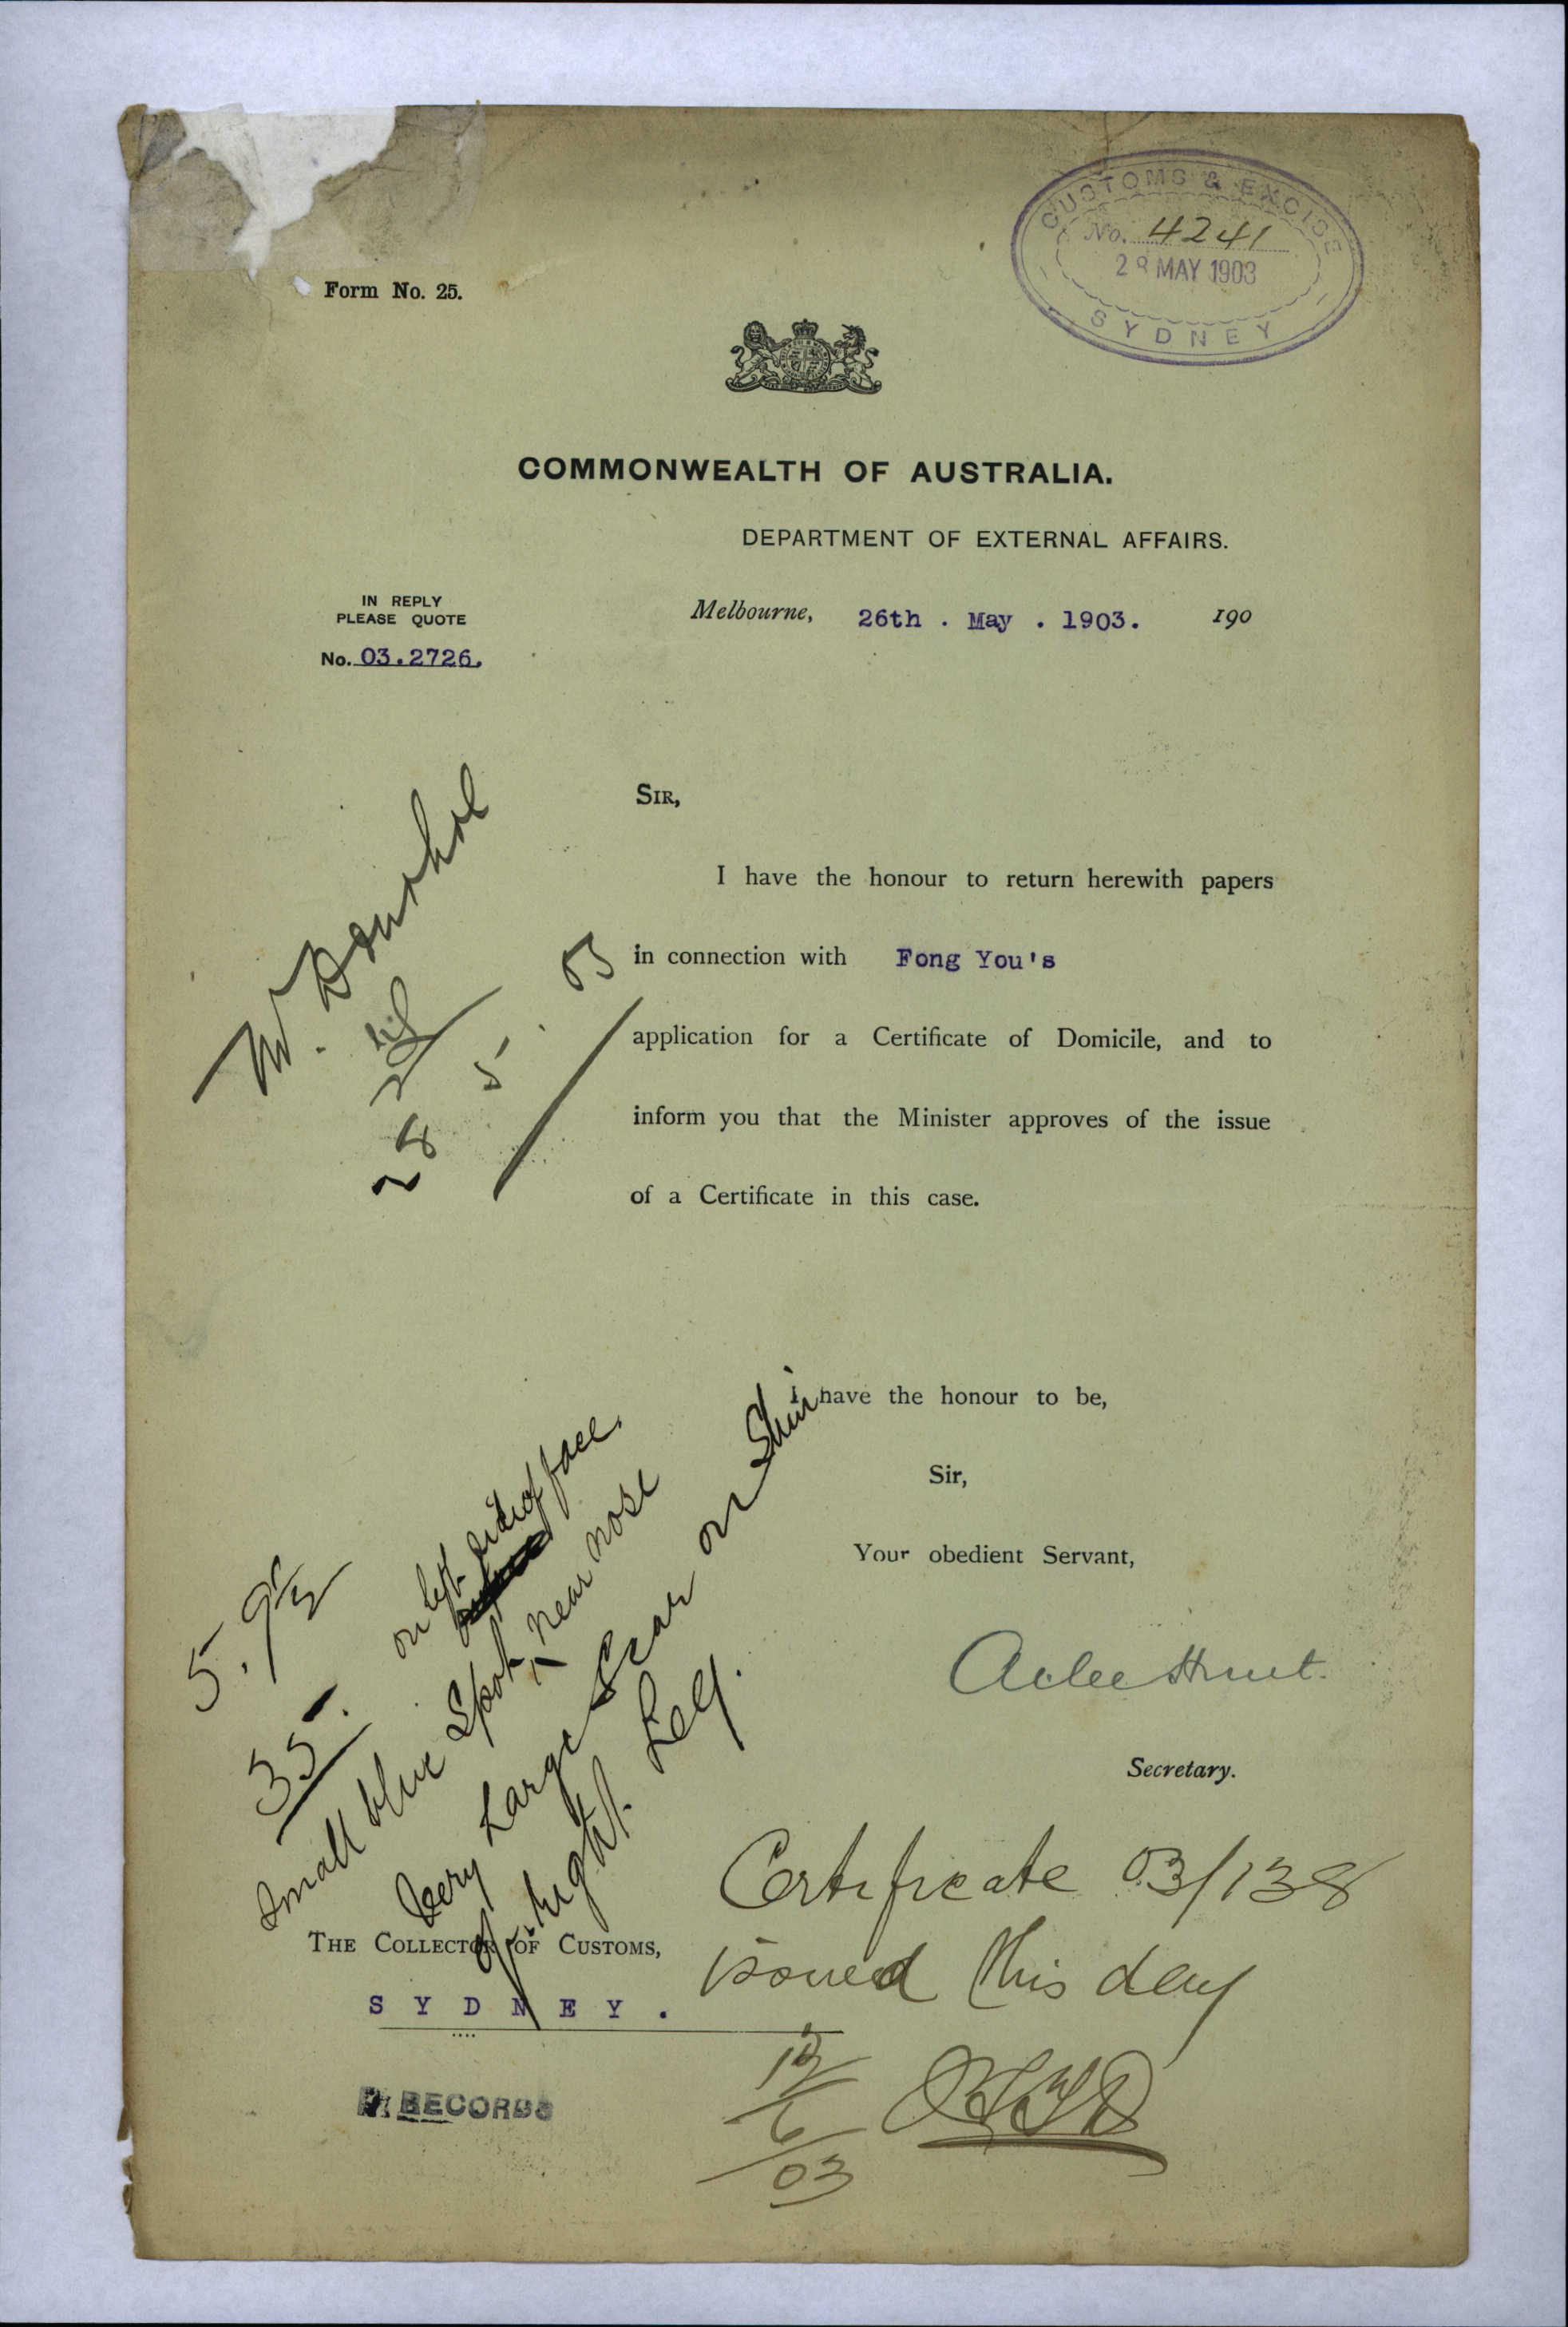 CUSTOMS & EXCISE
No. 4241
28 MAY 1903
SYDNEY
Form No. 25.
COMMONWEALTH OF AUSTRALIA.
DEPARTMENT OF EXTERNAL AFFAIRS.
IN REPLY
PLEASE QUOTE
No. 03.2726.
Melbourne, 26th . May . 1903. 190
SIR,
I have the honour to return herewith papers
in connection with Fong You's
application for a Certificate of Domicile, and to
inform you that the Minister approves of the issue
of a Certificate in this case.
28 5. 03
I have the honour to be,
Sir,
Your obedient Servant,
Atlee Hunt.
Secretary.
5. 9½
35.
on left side of face
Small blue Spot near nose
Very Large Scar on Shin
of right Leg.
THE COLLECTOR OF CUSTOMS,
SYDNEY.
Certificate 03/138
issued this day
12/6/03
RECORDS